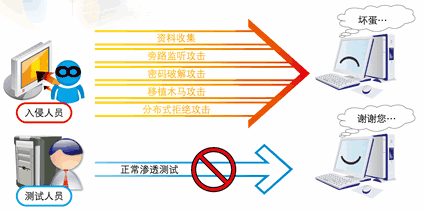 资料收集
坏蛋…
旁路监听攻击
密码破解攻击
移植木马攻击
分布式拒绝攻击
入侵人员
谢谢您…
正常渗透测试
测试人员